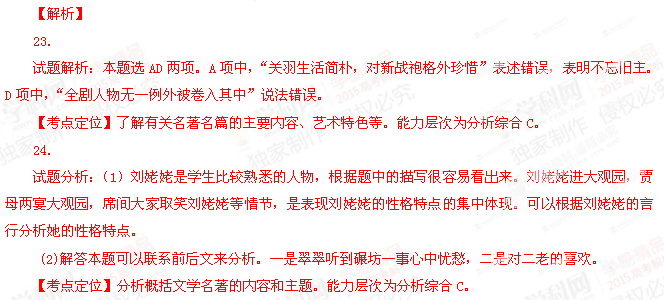 【解析】
23.
试题解析：本题选 AD 两项。A 项中，“关羽生活简朴，对新战袍格外珍惜”表述错误，表明不忘旧主。
D 项中，“全剧人物无一例外被卷入其中”说法错误。
【考点定位】了解有关名著名篇的主要内容、艺术特色等。能力层次为分析综合 C。
24.
试题分析：（1）刘姥姥是学生比较熟悉的人物，根据题中的描写很容易看出来。刘姥姥进大观园，贾
母两宴大观园，席间大家取笑刘姥姥等情节，是表现刘姥姥的性格特点的集中体现。可以根据刘姥姥的言
行分析她的性格特点。
(2)解答本题可以联系前后文来分析。一是翠翠听到碾坊一事心中忧愁，二是对二老的喜欢。
【考点定位】分析概括文学名著的内容和主题。能力层次为分析综合 C。